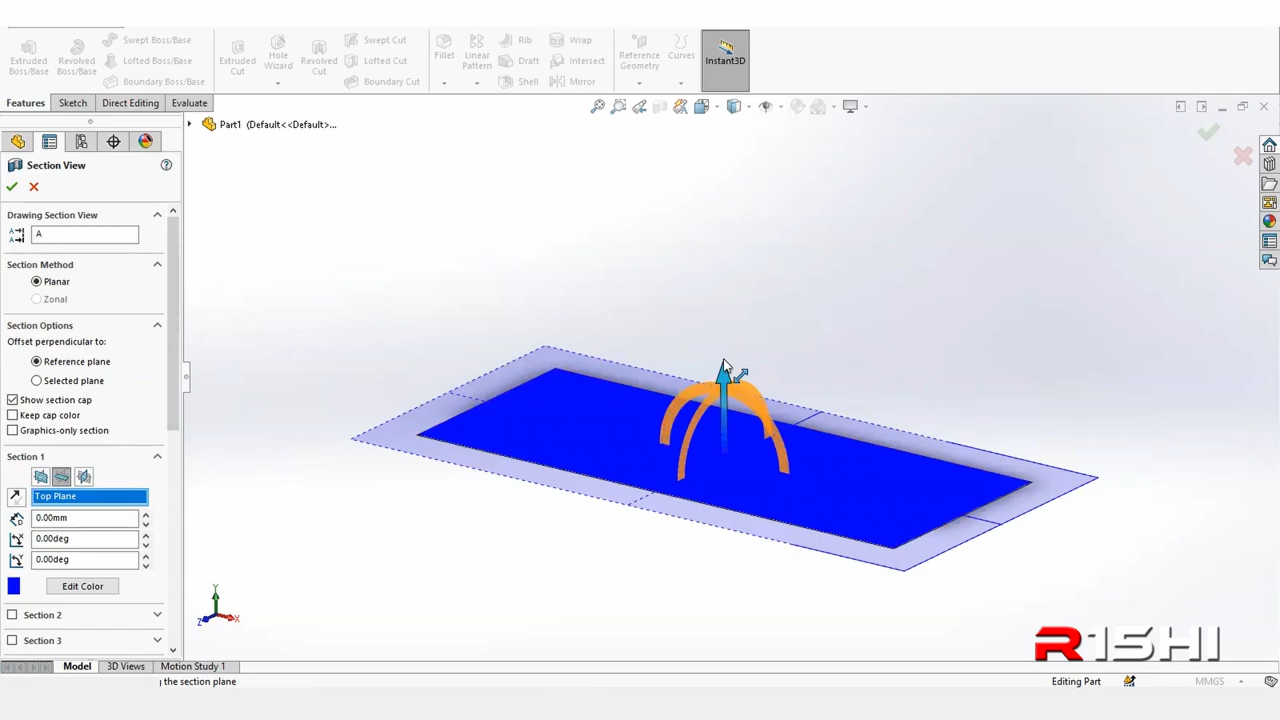 Extruded Boss/Base
Revolved Boss/Base
Swept Boss/Base
Lofted Boss/Base
Boundary Boss/Base
Extruded Cut
Hole Wizard
Revolved Cut
Swept Cut
Lofted Cut
Boundary Cut
Fillet
Linear Pattern
Rib
Draft
Shell
Wrap
Intersect
Mirror
Reference Geometry
Curves
Instant3D
Features
Sketch
Direct Editing
Evaluate
Part1 (Default<<Default>...
Section View
Drawing Section View
A
Section Method
Planar
Zonal
Section Options
Offset perpendicular to:
Reference plane
Selected plane
Show section cap
Keep cap color
Graphics-only section
Section 1
Top Plane
0.00mm
0.00deg
0.00deg
Edit Color
Section 2
Section 3
Y
X
Z
R15HI
Model
3D Views
Motion Study 1
g the section plane
Editing Part
MMGS